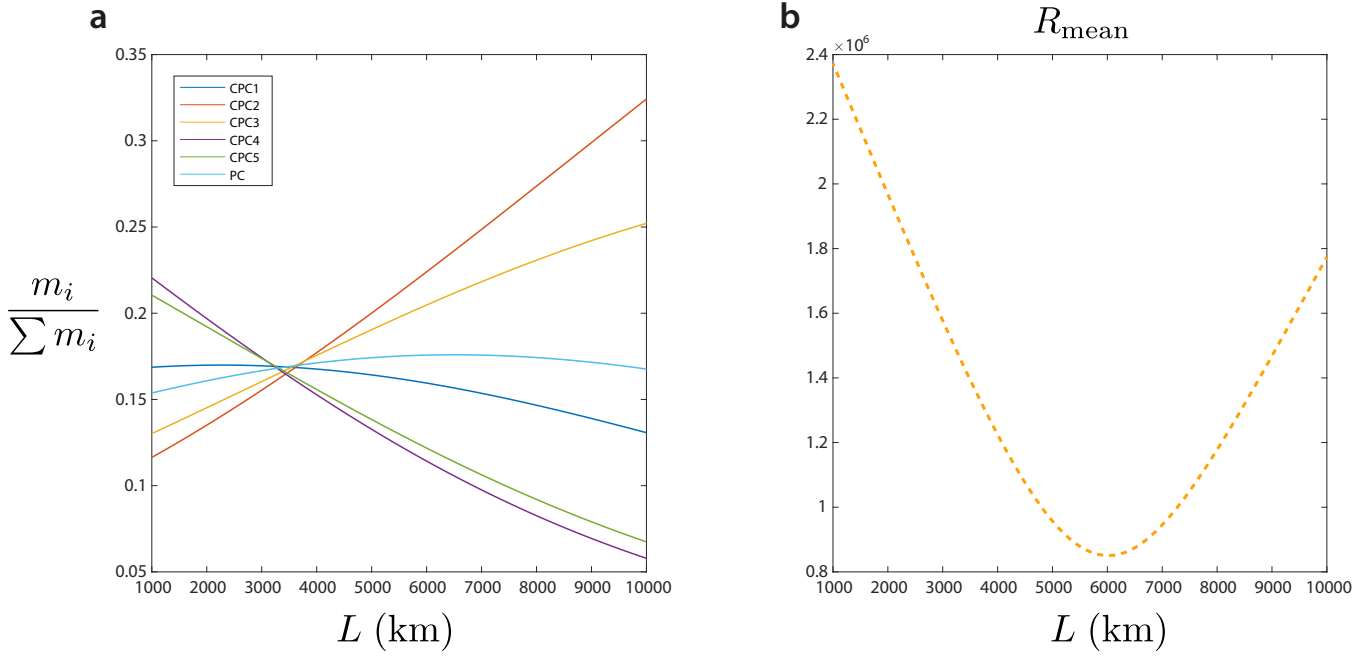 a
0.35
0.3
0.25
0.2
0.15
0.1
0.05
CPC1
CPC2
CPC3
CPC4
CPC5
PC
m_i
∑ m_i
1000 2000 3000 4000 5000 6000 7000 8000 9000 10000
L (km)
b
R_mean
×10^6
2.4
2.2
2
1.8
1.6
1.4
1.2
1
0.8
1000 2000 3000 4000 5000 6000 7000 8000 9000 10000
L (km)